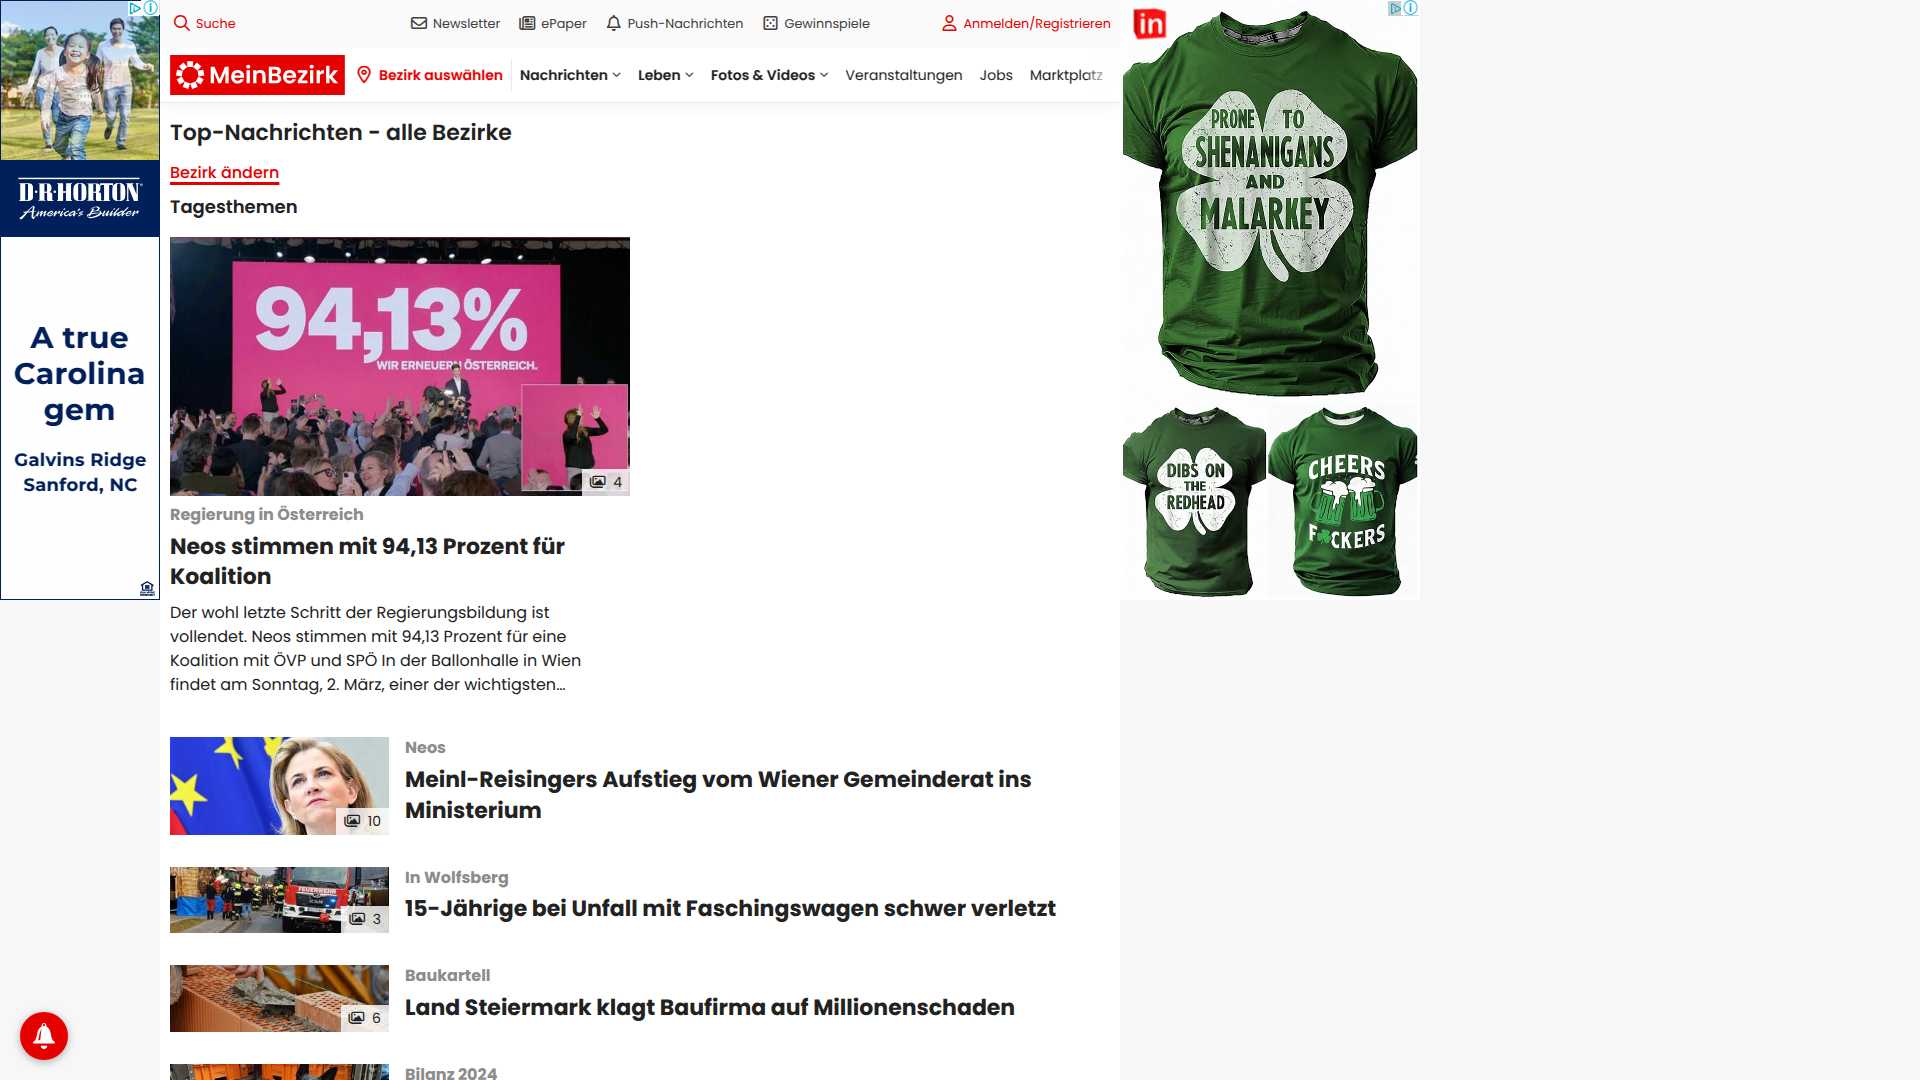 Suche
Newsletter
ePaper
Push-Nachrichten
Gewinnspiele
Anmelden/Registrieren
MeinBezirk
Bezirk auswählen
Nachrichten
Leben
Fotos & Videos
Veranstaltungen
Jobs
Marktplatz
Top-Nachrichten - alle Bezirke
Bezirk ändern
Tagesthemen
94,13%
WIR ERNEUERN ÖSTERREICH.
4
Regierung in Österreich
Neos stimmen mit 94,13 Prozent für
Koalition
Der wohl letzte Schritt der Regierungsbildung ist
vollendet. Neos stimmen mit 94,13 Prozent für eine
Koalition mit ÖVP und SPÖ In der Ballonhalle in Wien
findet am Sonntag, 2. März, einer der wichtigsten...
10
Neos
Meinl-Reisingers Aufstieg vom Wiener Gemeinderat ins
Ministerium
FEUERWEHR
3
In Wolfsberg
15-Jährige bei Unfall mit Faschingswagen schwer verletzt
6
Baukartell
Land Steiermark klagt Baufirma auf Millionenschaden
Bilanz 2024
D·R·HORTON
America's Builder
A true
Carolina
gem
Galvins Ridge
Sanford, NC
in
PRONE TO
SHENANIGANS
AND
MALARKEY
DIBS ON
THE
REDHEAD
CHEERS
F☘CKERS